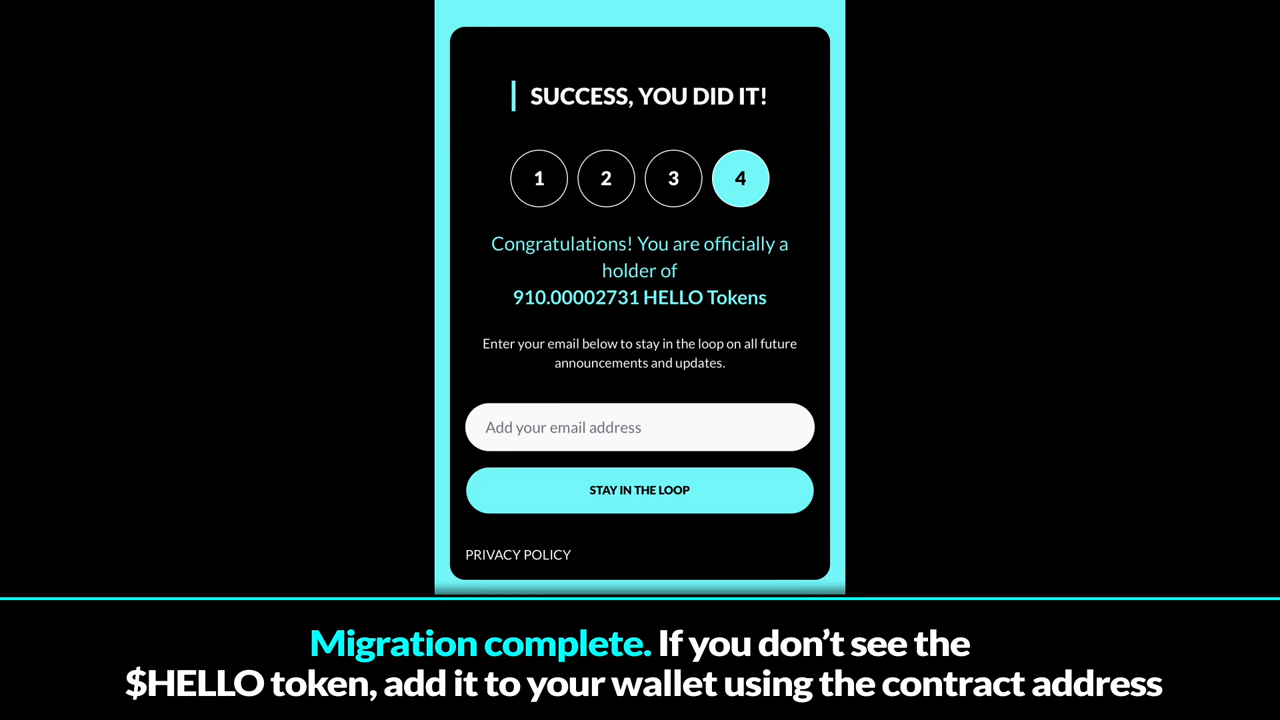 SUCCESS, YOU DID IT!
1 2 3 4
Congratulations! You are officially a
holder of
910.00002731 HELLO Tokens
Enter your email below to stay in the loop on all future
announcements and updates.
Add your email address
STAY IN THE LOOP
PRIVACY POLICY
Migration complete. If you don’t see the
$HELLO token, add it to your wallet using the contract address